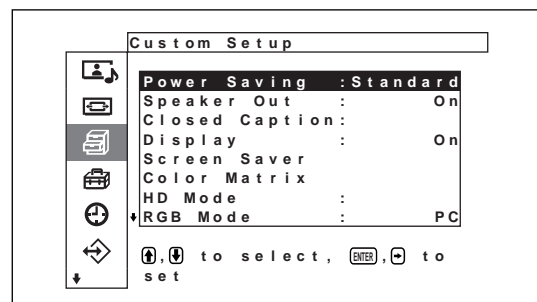 Custom Setup
Power Saving :Standard
Speaker Out : On
Closed Caption:
Display : On
Screen Saver
Color Matrix
HD Mode :
RGB Mode : PC
↑,↓ to select, ENTER,→ to
set